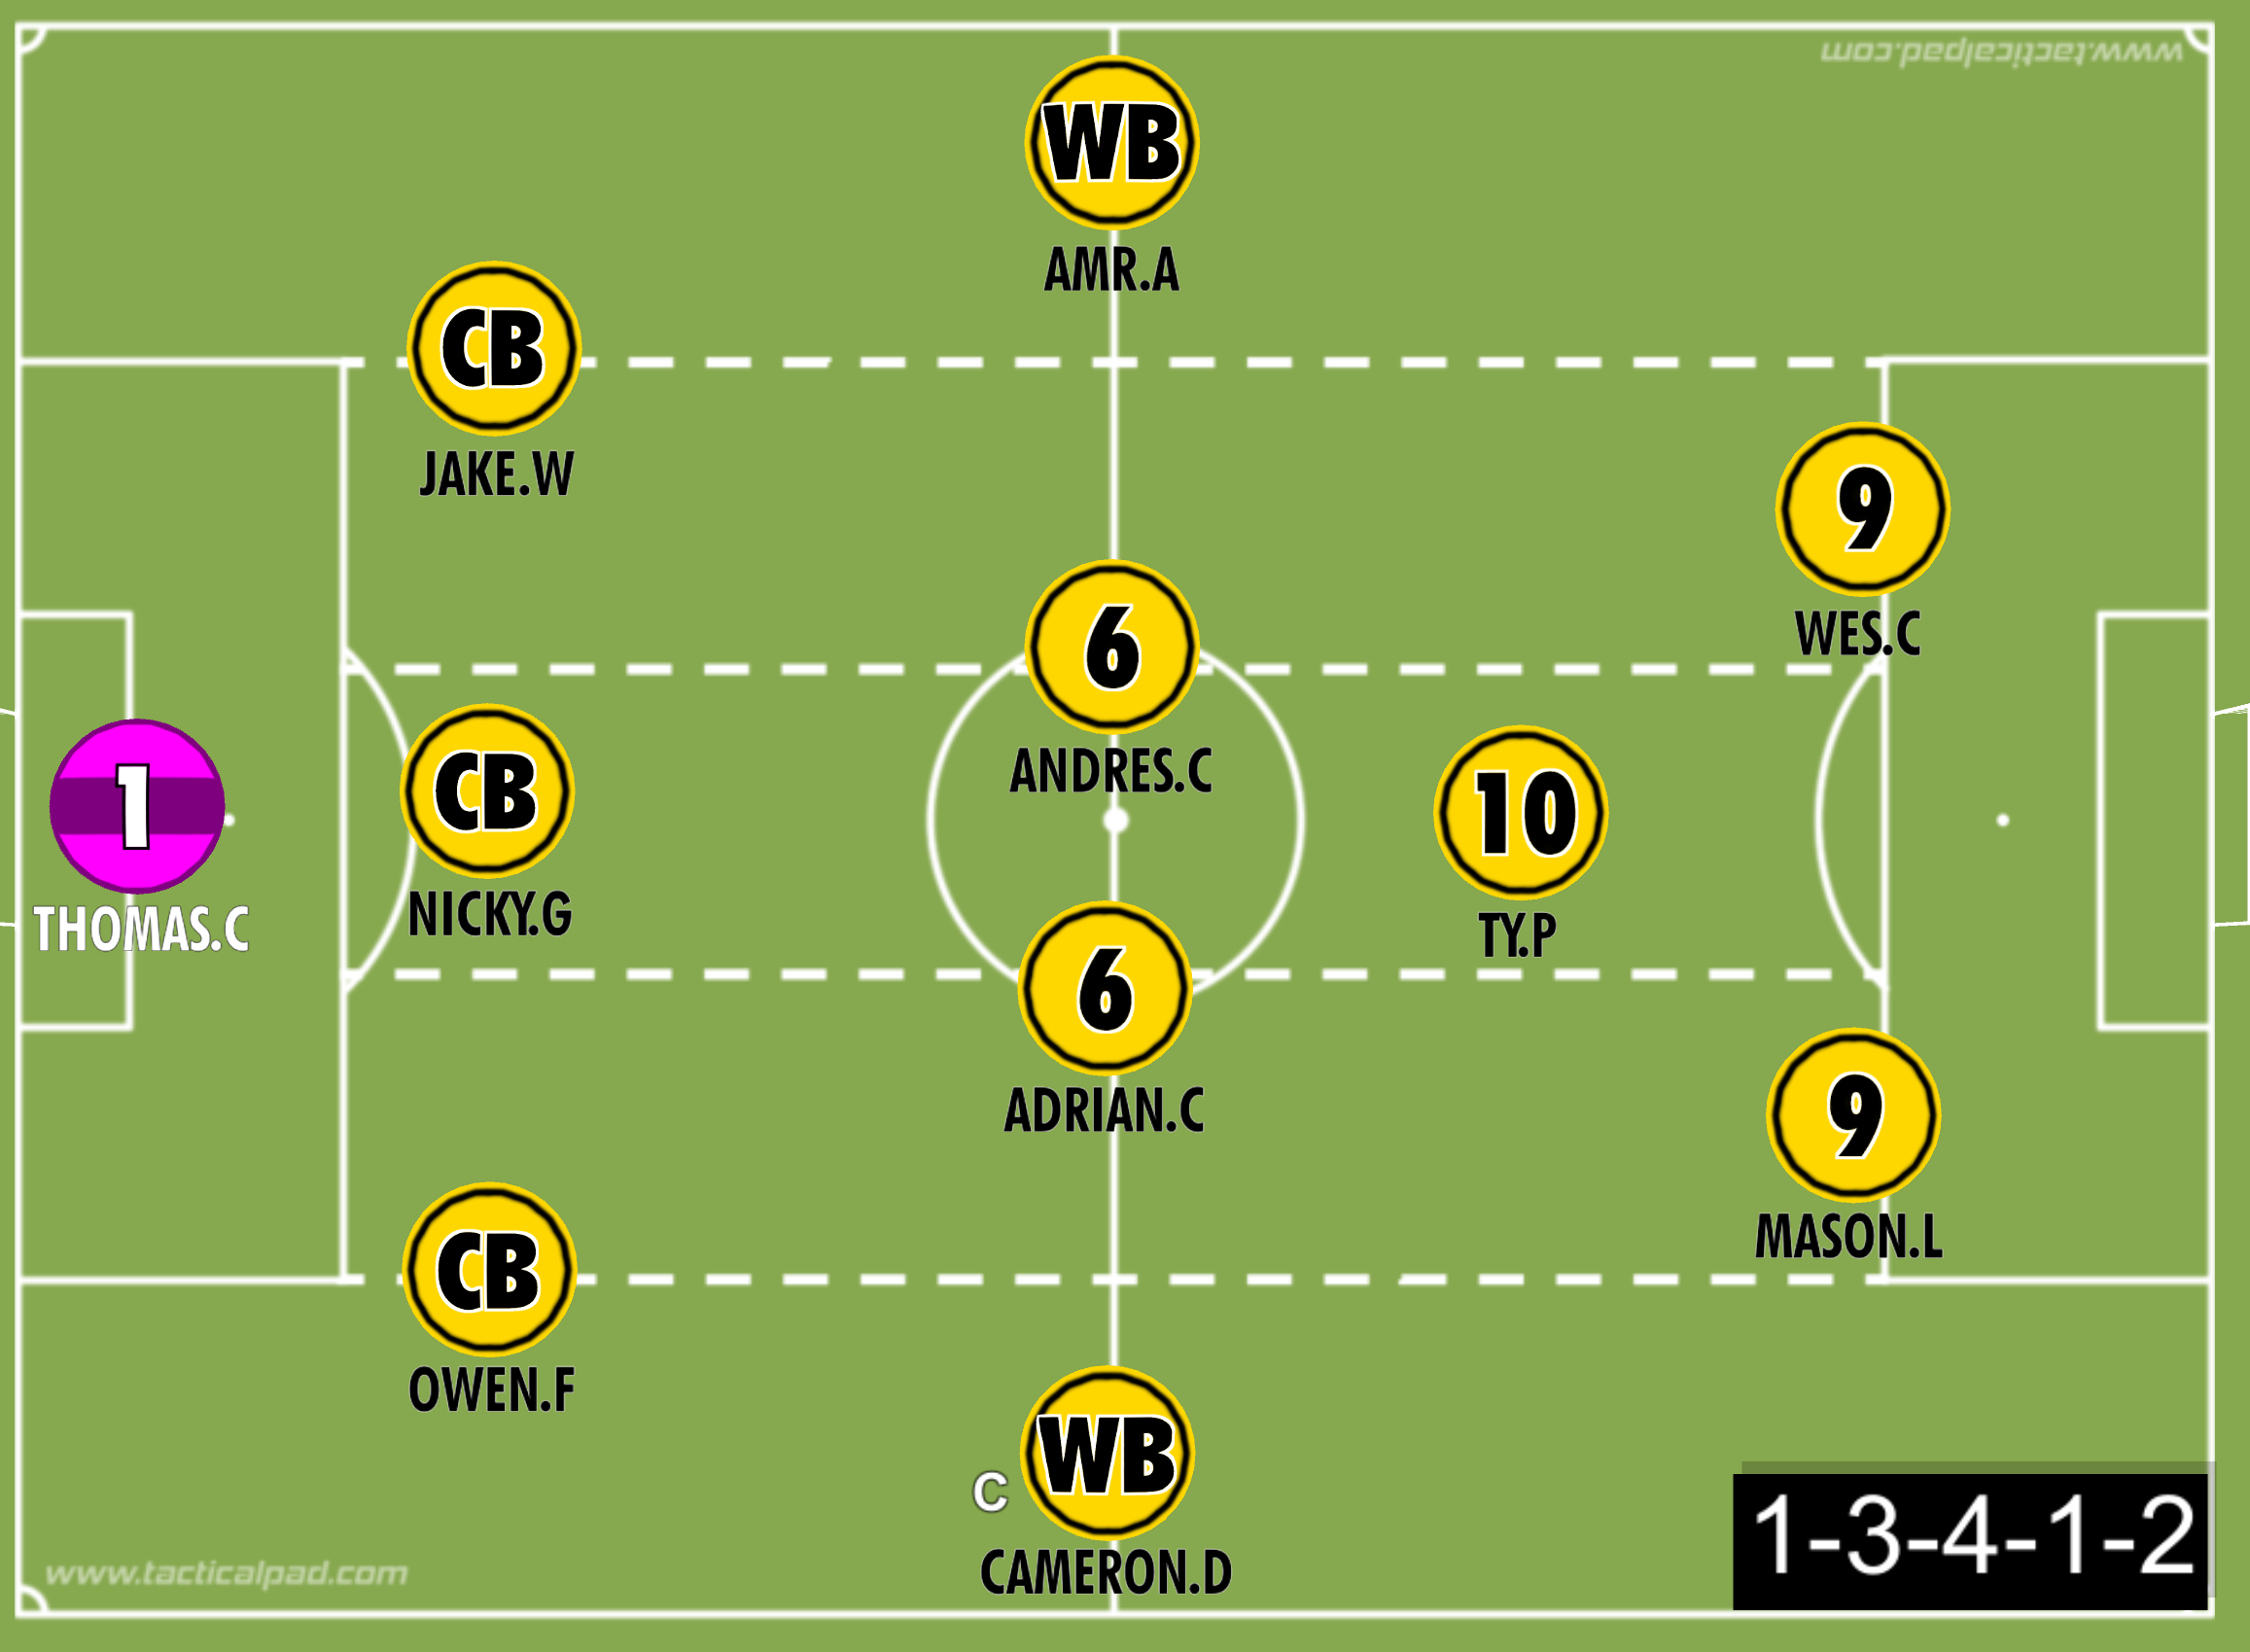 www.tacticalpad.com
WB
AMR.A
CB
JAKE.W
9
WES.C
6
ANDRES.C
1
THOMAS.C
CB
NICKY.G
10
TY.P
6
ADRIAN.C
9
MASON.L
CB
OWEN.F
C
WB
CAMERON.D
1-3-4-1-2
www.tacticalpad.com